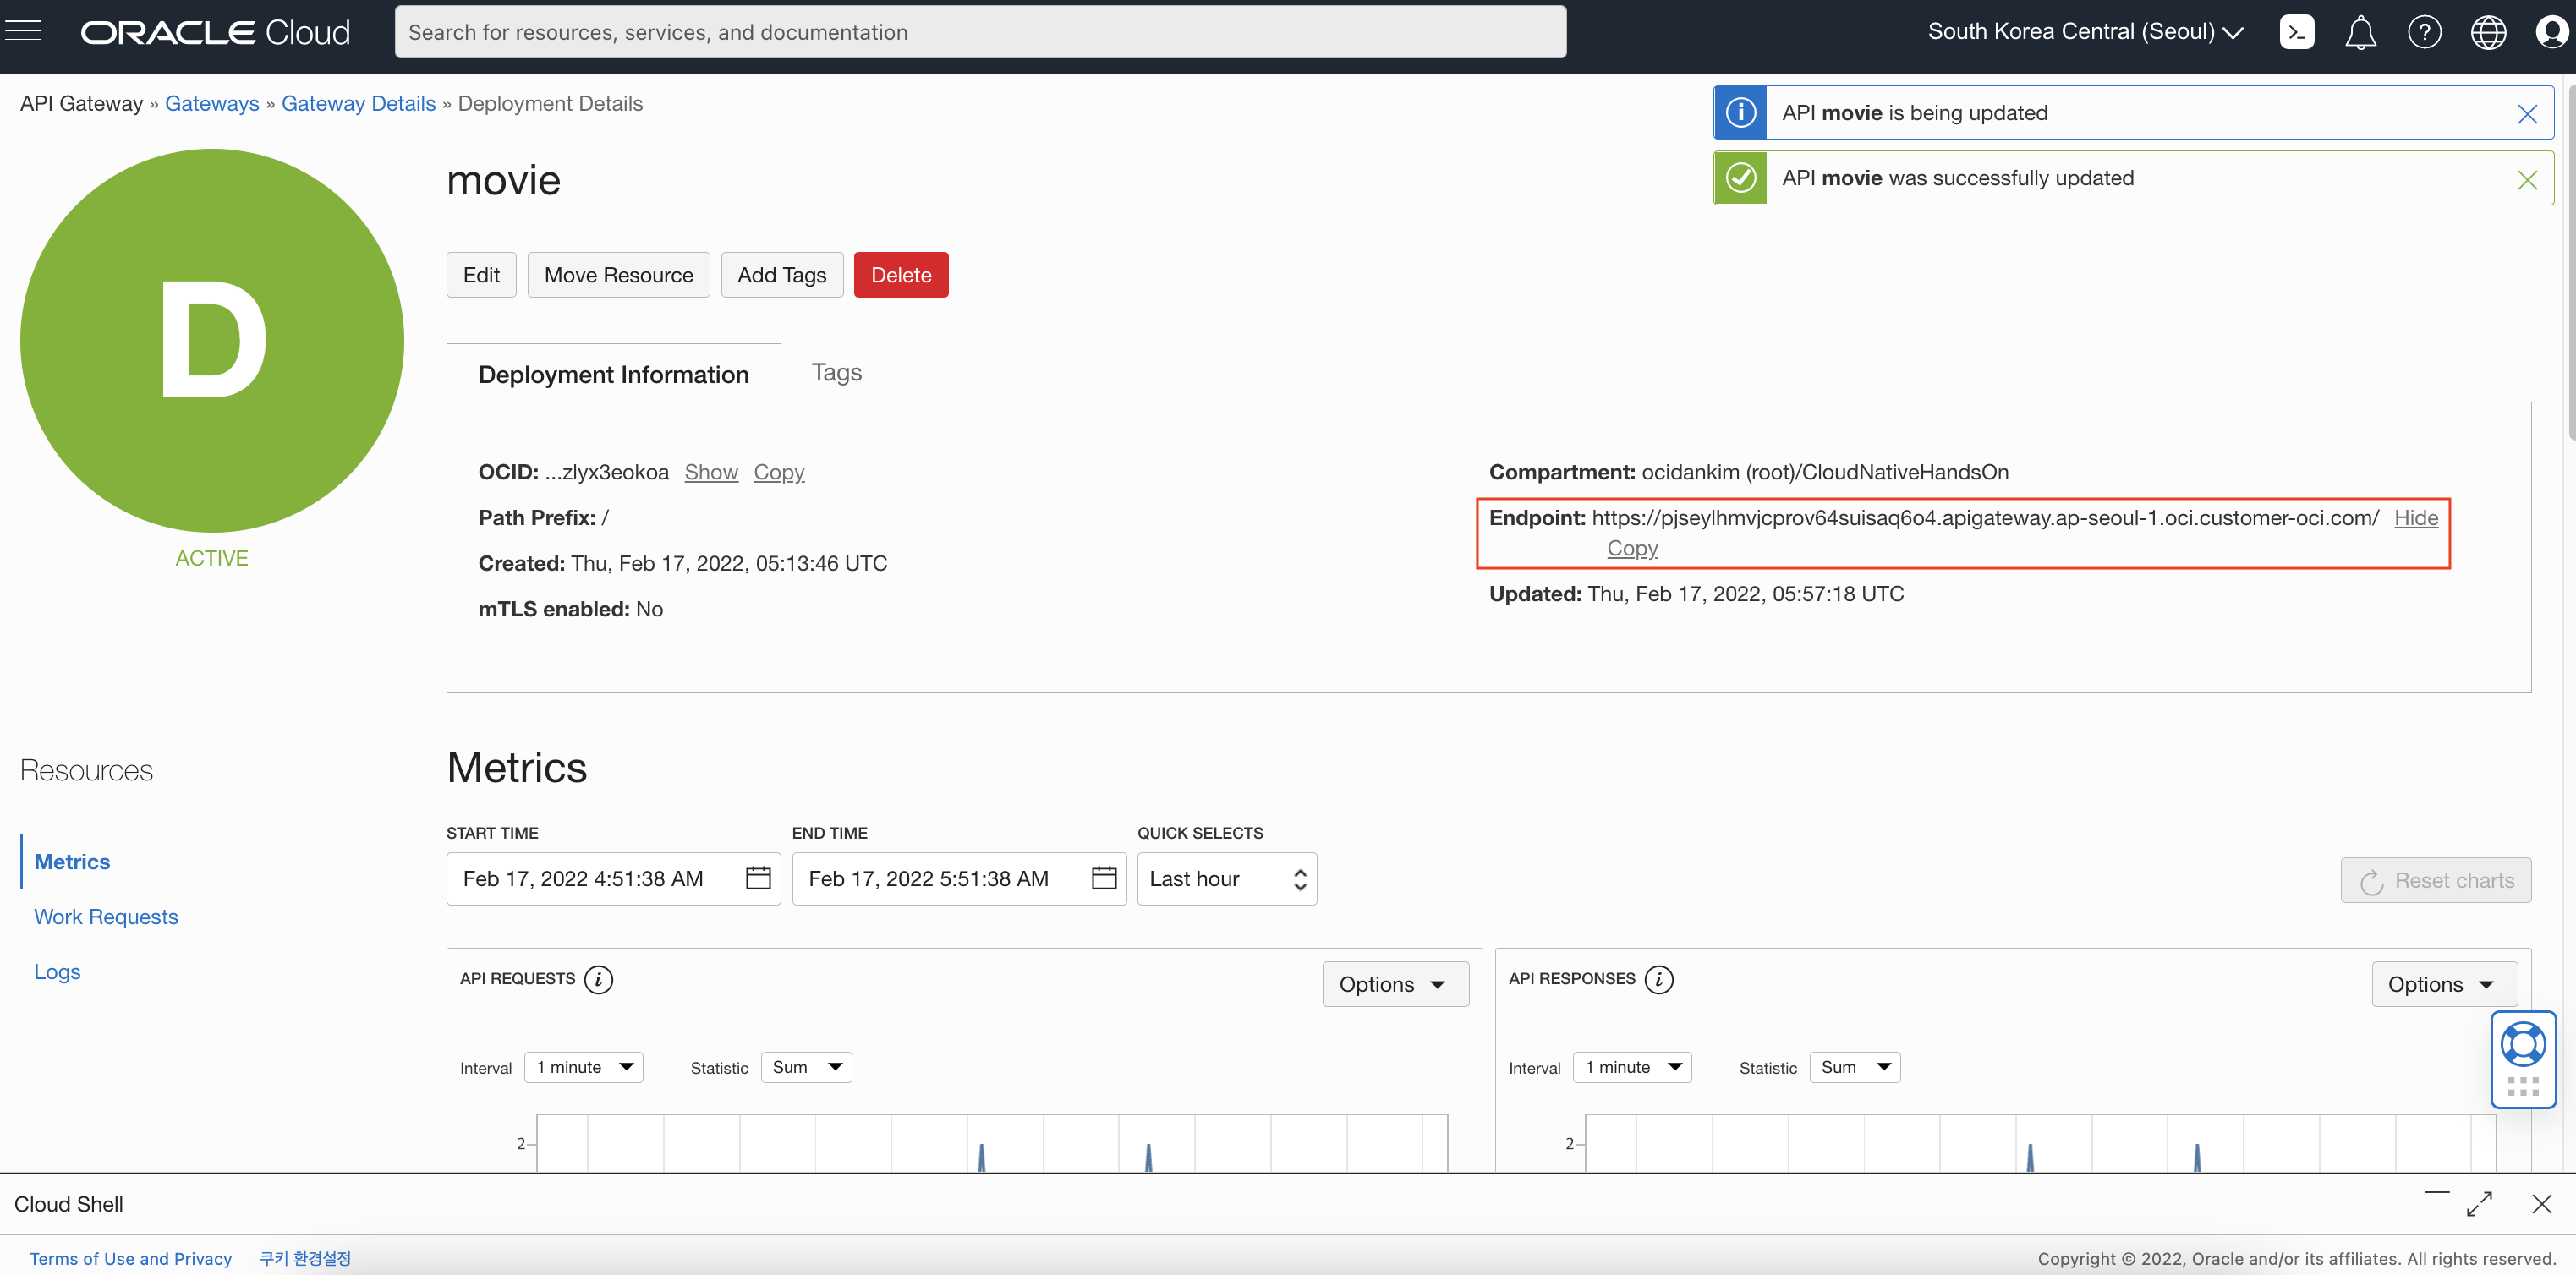 ORACLE Cloud
Search for resources, services, and documentation
South Korea Central (Seoul)
API Gateway » Gateways » Gateway Details » Deployment Details
API movie is being updated
API movie was successfully updated
D
ACTIVE
movie
Edit
Move Resource
Add Tags
Delete
Deployment Information
Tags
OCID: ...zlyx3eokoa Show Copy
Path Prefix: /
Created: Thu, Feb 17, 2022, 05:13:46 UTC
mTLS enabled: No
Compartment: ocidankim (root)/CloudNativeHandsOn
Endpoint: https://pjseylhmvjcprov64suisaq6o4.apigateway.ap-seoul-1.oci.customer-oci.com/ Hide
Copy
Updated: Thu, Feb 17, 2022, 05:57:18 UTC
Resources
Metrics
Work Requests
Logs
Metrics
START TIME
END TIME
QUICK SELECTS
Feb 17, 2022 4:51:38 AM
Feb 17, 2022 5:51:38 AM
Last hour
Reset charts
API REQUESTS
Options
Interval
1 minute
Statistic
Sum
2
API RESPONSES
Options
Interval
1 minute
Statistic
Sum
2
Cloud Shell
Terms of Use and Privacy
쿠키 환경설정
Copyright © 2022, Oracle and/or its affiliates. All rights reserved.